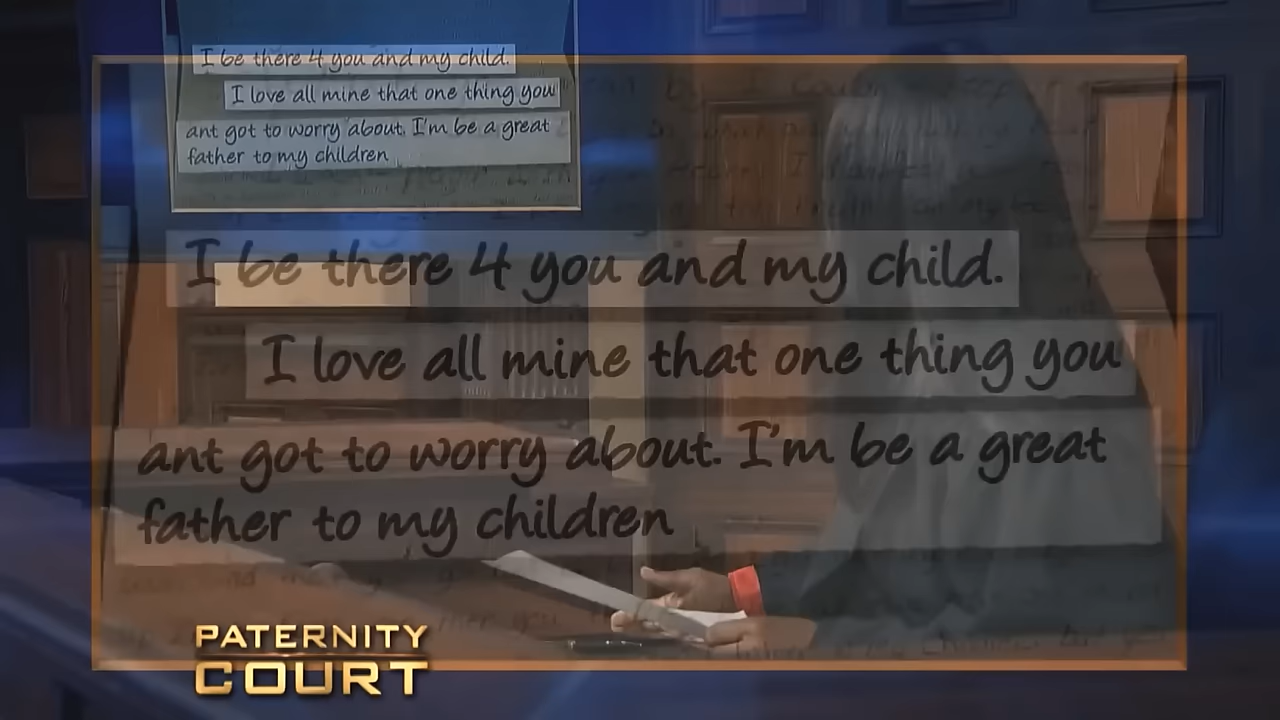 I be there 4 you and my child.
I love all mine that one thing you
ant got to worry about. I'm be a great
father to my children
I be there 4 you and my child.
I love all mine that one thing you
ant got to worry about. I'm be a great
father to my children
PATERNITY
COURT